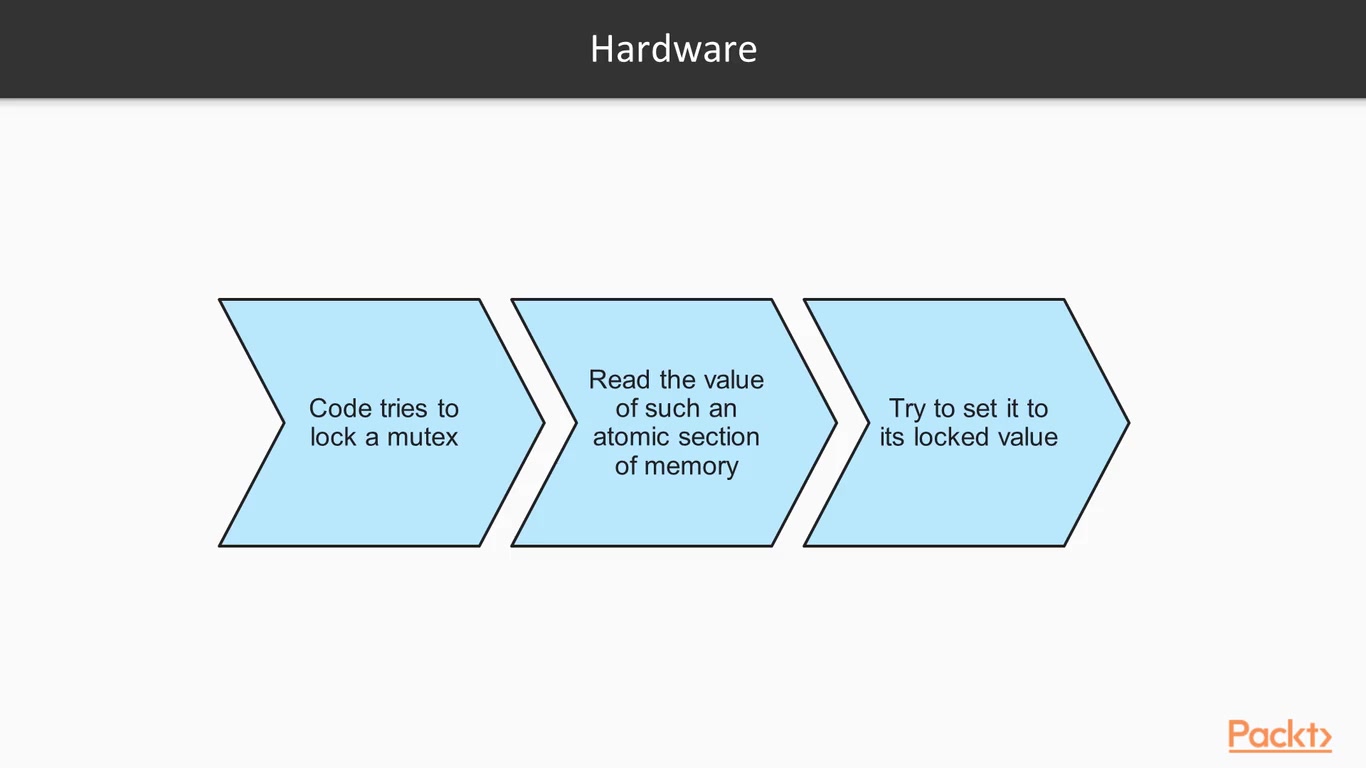 Hardware
Code tries to
lock a mutex
Read the value
of such an
atomic section
of memory
Try to set it to
its locked value
Packt>